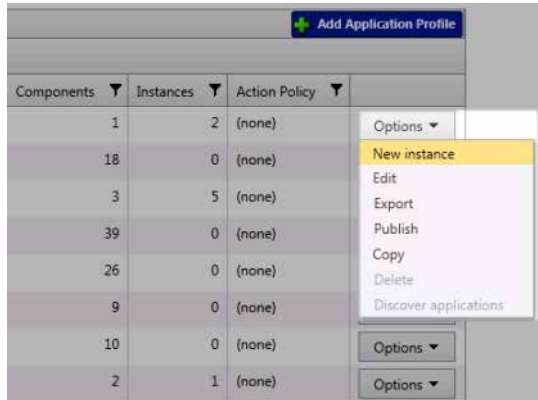 Add Application Profile
Components Instances Action Policy
1 2 (none) Options
New instance
18 0 (none)
Edit
3 5 (none)
Export
Publish
39 0 (none)
Copy
26 0 (none)
Delete
9 0 (none)
Discover applications
10 0 (none) Options
2 1 (none) Options